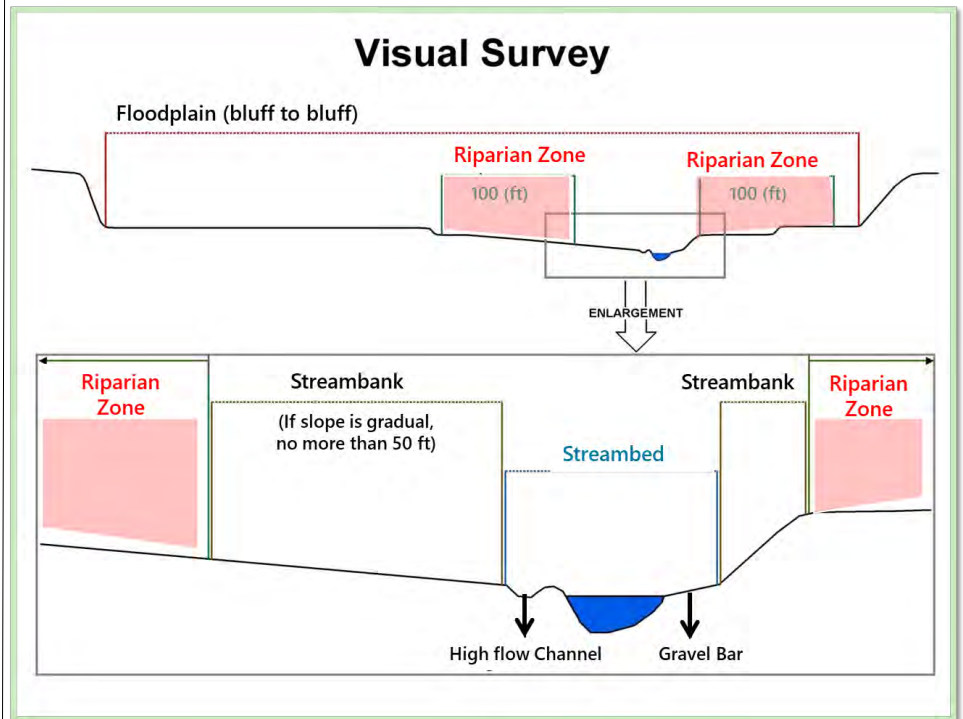 Visual Survey
Floodplain (bluff to bluff)
Riparian Zone
Riparian Zone
100 (ft)
100 (ft)
ENLARGEMENT
Riparian
Zone
Streambank
(If slope is gradual,
no more than 50 ft)
Streambed
Streambank
Riparian
Zone
High flow Channel
Gravel Bar